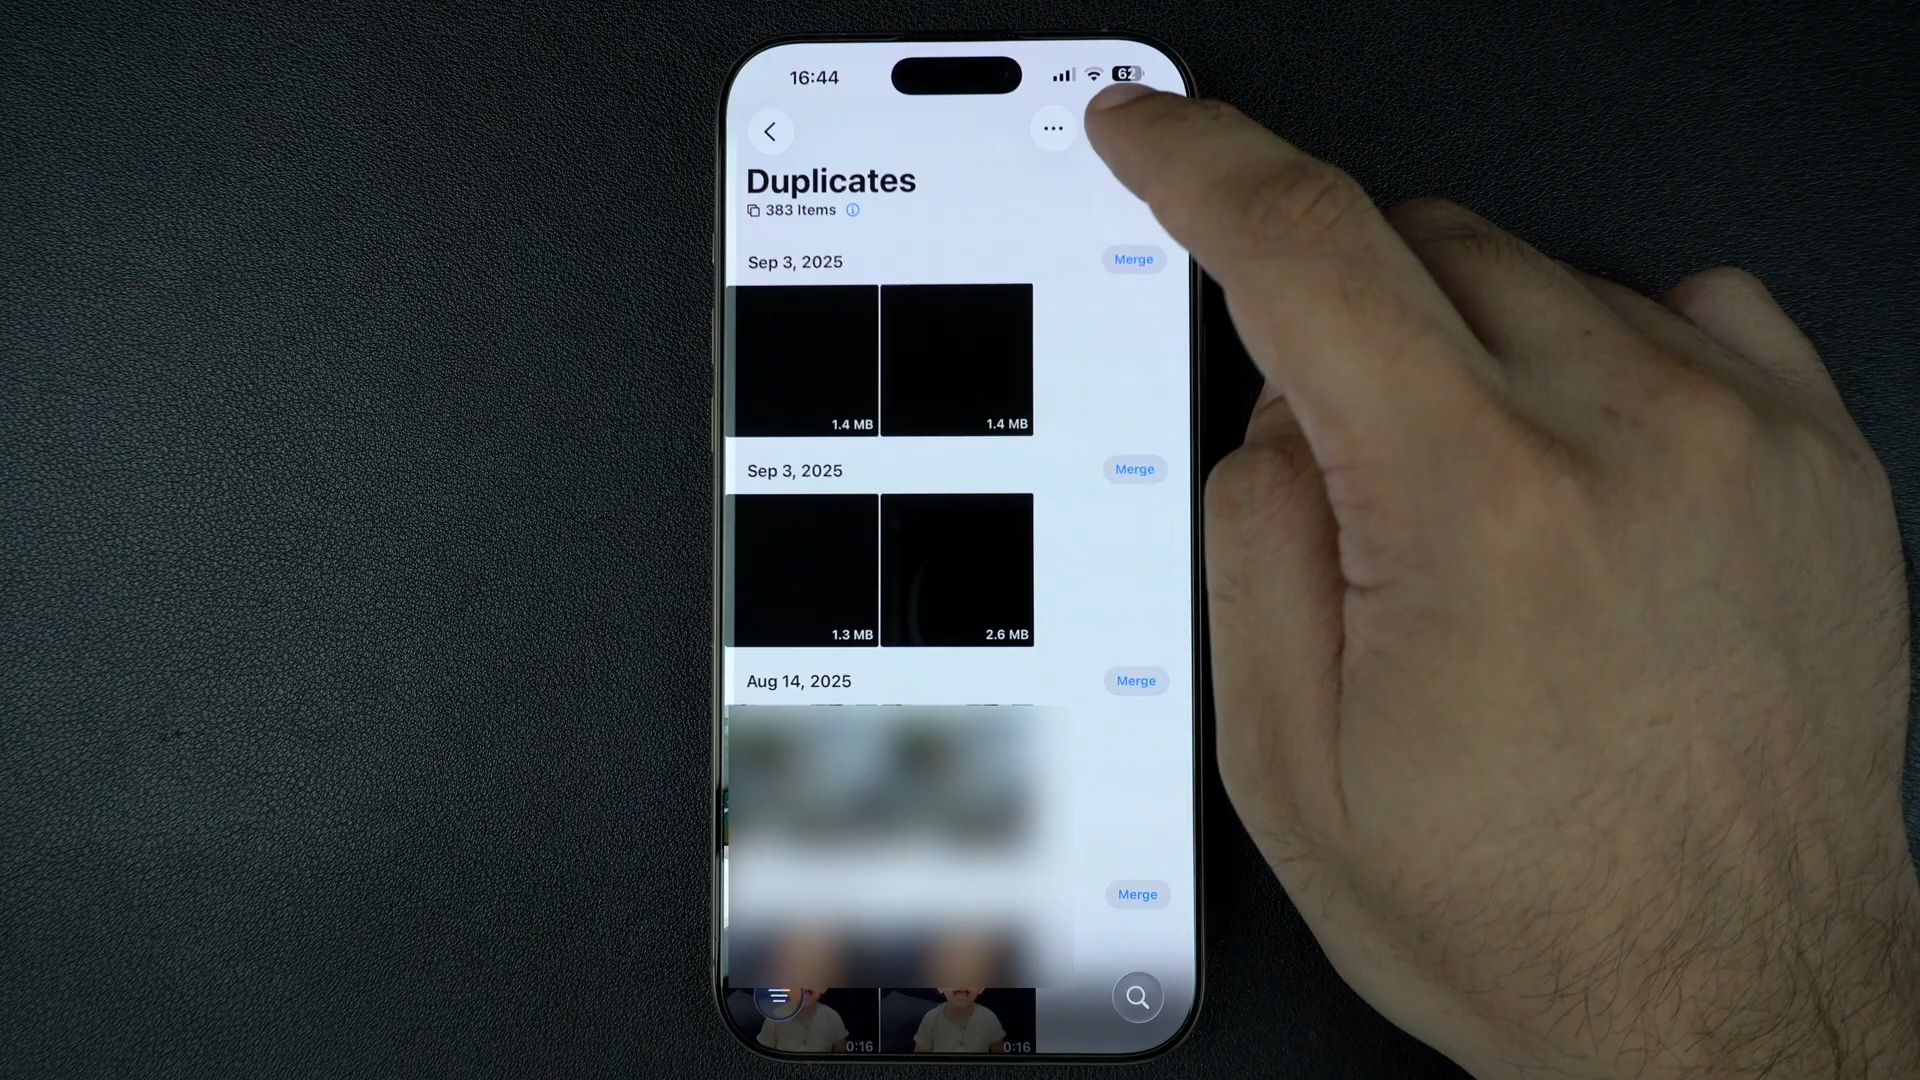 16:44
62
Duplicates
383 Items
Sep 3, 2025
Merge
1.4 MB
1.4 MB
Sep 3, 2025
Merge
1.3 MB
2.6 MB
Aug 14, 2025
Merge
Merge
0:16
0:16